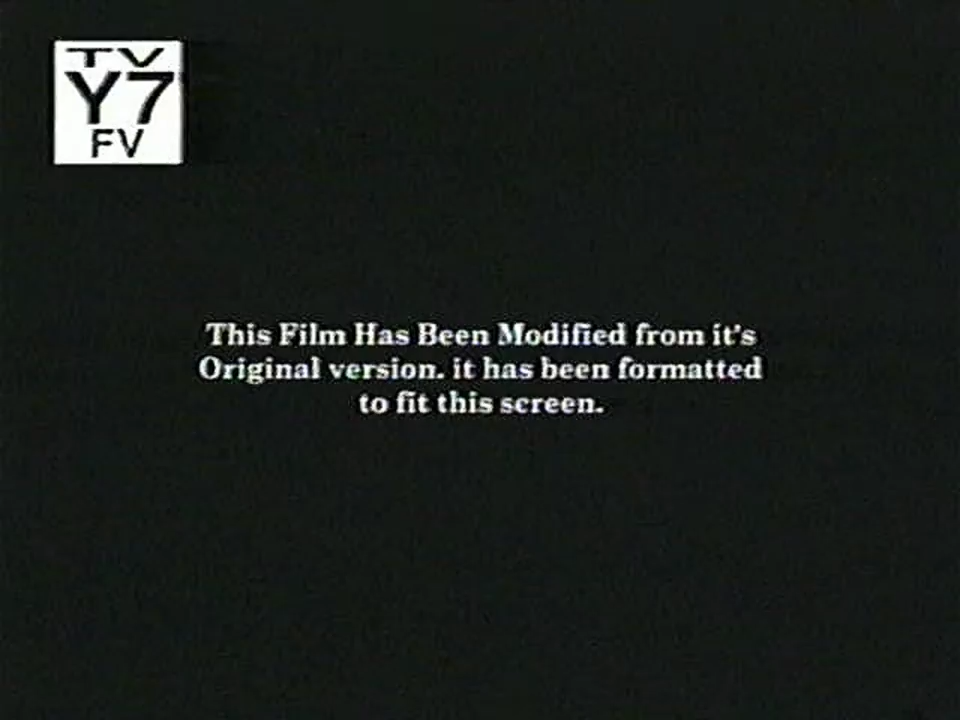 TV
Y7
FV
This Film Has Been Modified from it's
Original version. it has been formatted
to fit this screen.